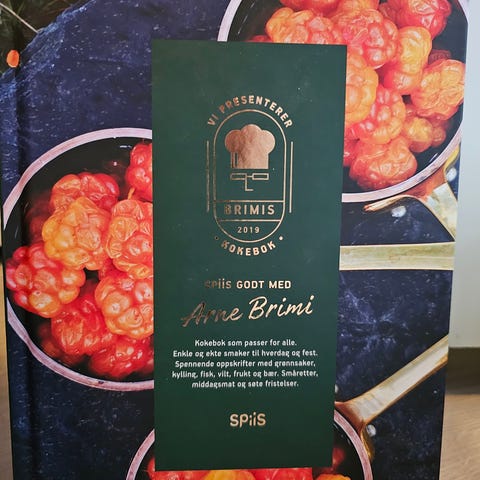 VI PRESENTERER
BRIMIS
2019
• KOKEBOK •
SPIIS GODT MED
Arne Brimi
Kokebok som passer for alle.
Enkle og ekte smaker til hverdag og fest.
Spennende oppskrifter med grønnsaker,
kylling, fisk, vilt, frukt og bær. Småretter,
middagsmat og søte fristelser.
SPiiS